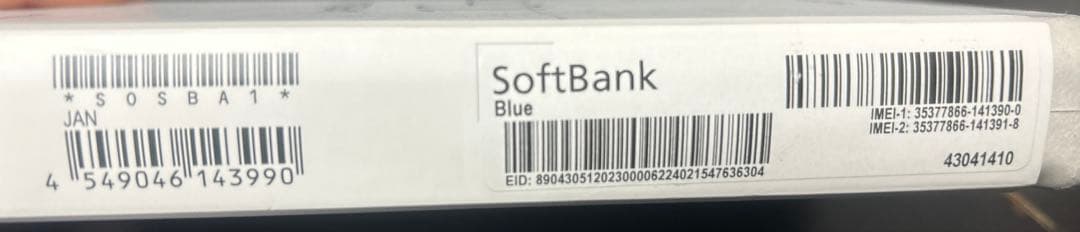 * S O S B A 1 *
JAN
4 549046 143990
SoftBank
Blue
EID: 89043051202300006224021547636304
IMEI-1: 35377866-141390-0
IMEI-2: 35377866-141391-8
43041410